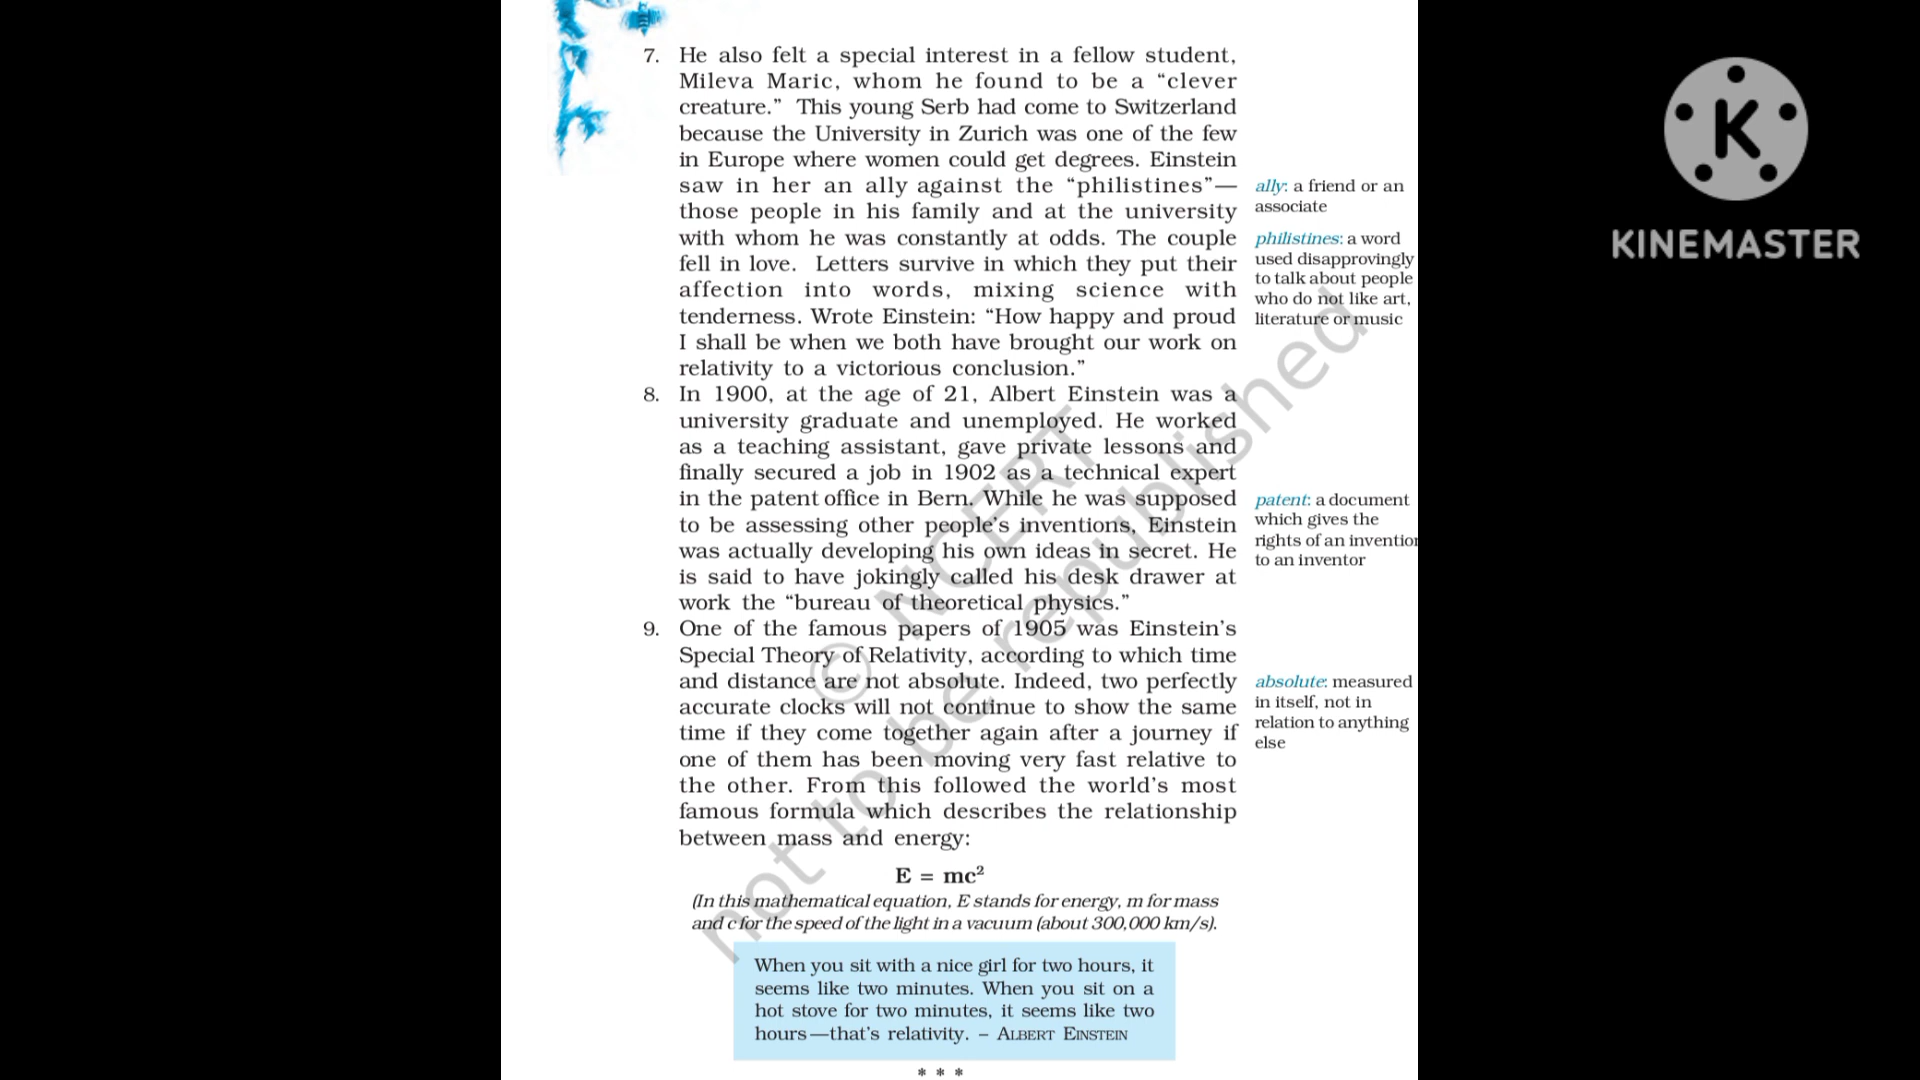 7. He also felt a special interest in a fellow student,
Mileva Maric, whom he found to be a “clever
creature.” This young Serb had come to Switzerland
because the University in Zurich was one of the few
in Europe where women could get degrees. Einstein
saw in her an ally against the “philistines”—
those people in his family and at the university
with whom he was constantly at odds. The couple
fell in love. Letters survive in which they put their
affection into words, mixing science with
tenderness. Wrote Einstein: “How happy and proud
I shall be when we both have brought our work on
relativity to a victorious conclusion.”
8. In 1900, at the age of 21, Albert Einstein was a
university graduate and unemployed. He worked
as a teaching assistant, gave private lessons and
finally secured a job in 1902 as a technical expert
in the patent office in Bern. While he was supposed
to be assessing other people’s inventions, Einstein
was actually developing his own ideas in secret. He
is said to have jokingly called his desk drawer at
work the “bureau of theoretical physics.”
9. One of the famous papers of 1905 was Einstein’s
Special Theory of Relativity, according to which time
and distance are not absolute. Indeed, two perfectly
accurate clocks will not continue to show the same
time if they come together again after a journey if
one of them has been moving very fast relative to
the other. From this followed the world’s most
famous formula which describes the relationship
between mass and energy:
E = mc²
(In this mathematical equation, E stands for energy, m for mass
and c for the speed of the light in a vacuum (about 300,000 km/s).
When you sit with a nice girl for two hours, it
seems like two minutes. When you sit on a
hot stove for two minutes, it seems like two
hours—that’s relativity. – ALBERT EINSTEIN
* * *
ally: a friend or an
associate
philistines: a word
used disapprovingly
to talk about people
who do not like art,
literature or music
patent: a document
which gives the
rights of an invention
to an inventor
absolute: measured
in itself, not in
relation to anything
else
© NCERT
not to be republished
K
KINEMASTER